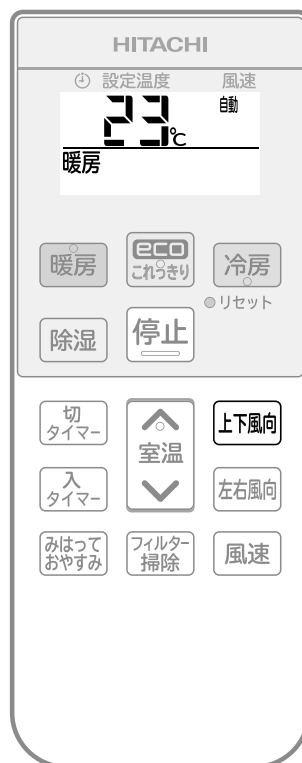 HITACHI
設定温度 風速
23℃ 自動
暖房
暖房 eco これっきり 冷房
リセット
除湿 停止
切タイマー 室温 上下風向
入タイマー 左右風向
みはっておやすみ フィルター掃除 風速